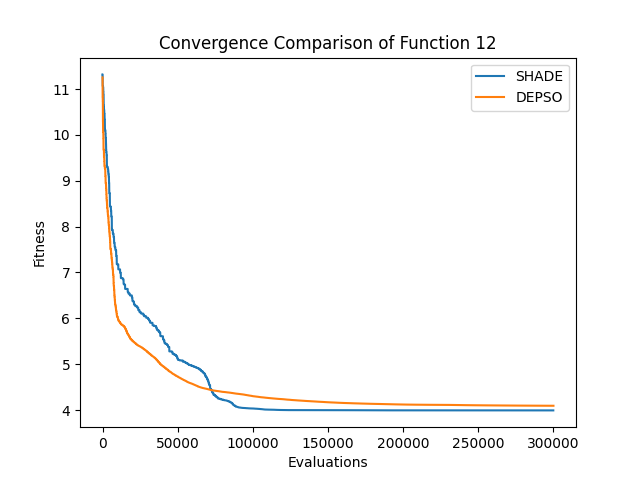 Convergence Comparison of Function 12
SHADE
DEPSO
11
10
9
8
7
6
5
4
Fitness
0 50000 100000 150000 200000 250000 300000
Evaluations